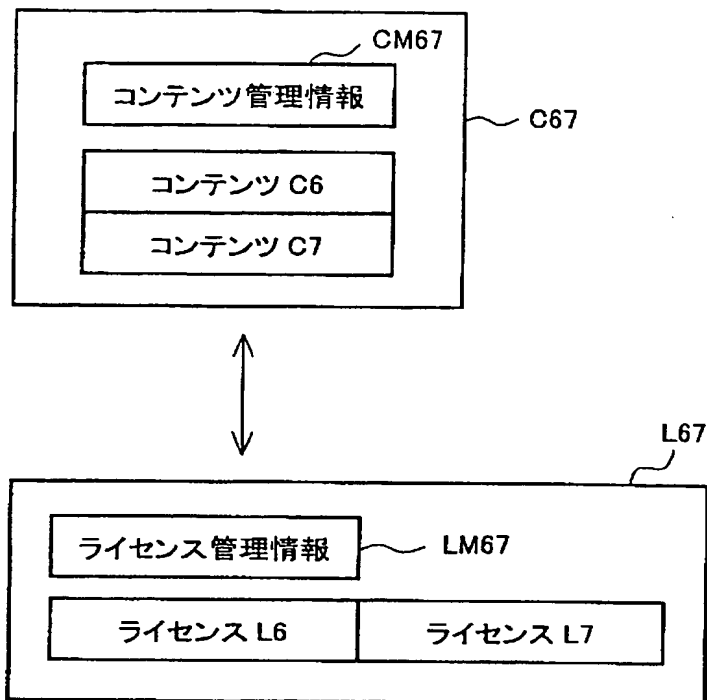 CM67
コンテンツ管理情報
C67
コンテンツ C6
コンテンツ C7
L67
ライセンス管理情報
LM67
ライセンス L6
ライセンス L7